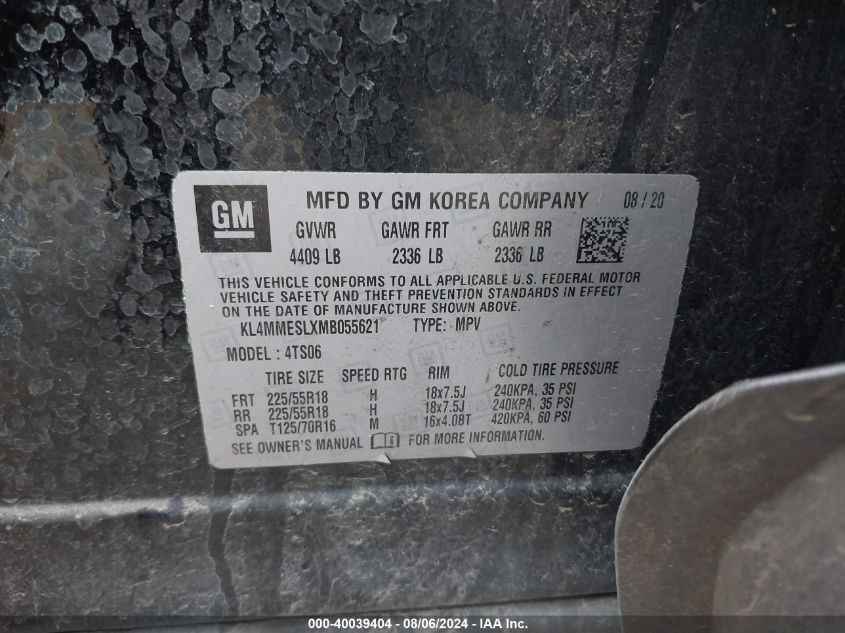 GM MFD BY GM KOREA COMPANY 08 / 20
GVWR GAWR FRT GAWR RR
4409 LB 2336 LB 2336 LB
THIS VEHICLE CONFORMS TO ALL APPLICABLE U.S. FEDERAL MOTOR
VEHICLE SAFETY AND THEFT PREVENTION STANDARDS IN EFFECT
ON THE DATE OF MANUFACTURE SHOWN ABOVE.
KL4MMESLXMB055621 TYPE: MPV
MODEL : 4TS06
TIRE SIZE SPEED RTG RIM COLD TIRE PRESSURE
FRT 225/55R18 H 18x7.5J 240KPA, 35 PSI
RR 225/55R18 H 18x7.5J 240KPA, 35 PSI
SPA T125/70R16 M 16x4.0BT 420KPA, 60 PSI
SEE OWNER'S MANUAL FOR MORE INFORMATION.
000-40039404 - 08/06/2024 - IAA Inc.